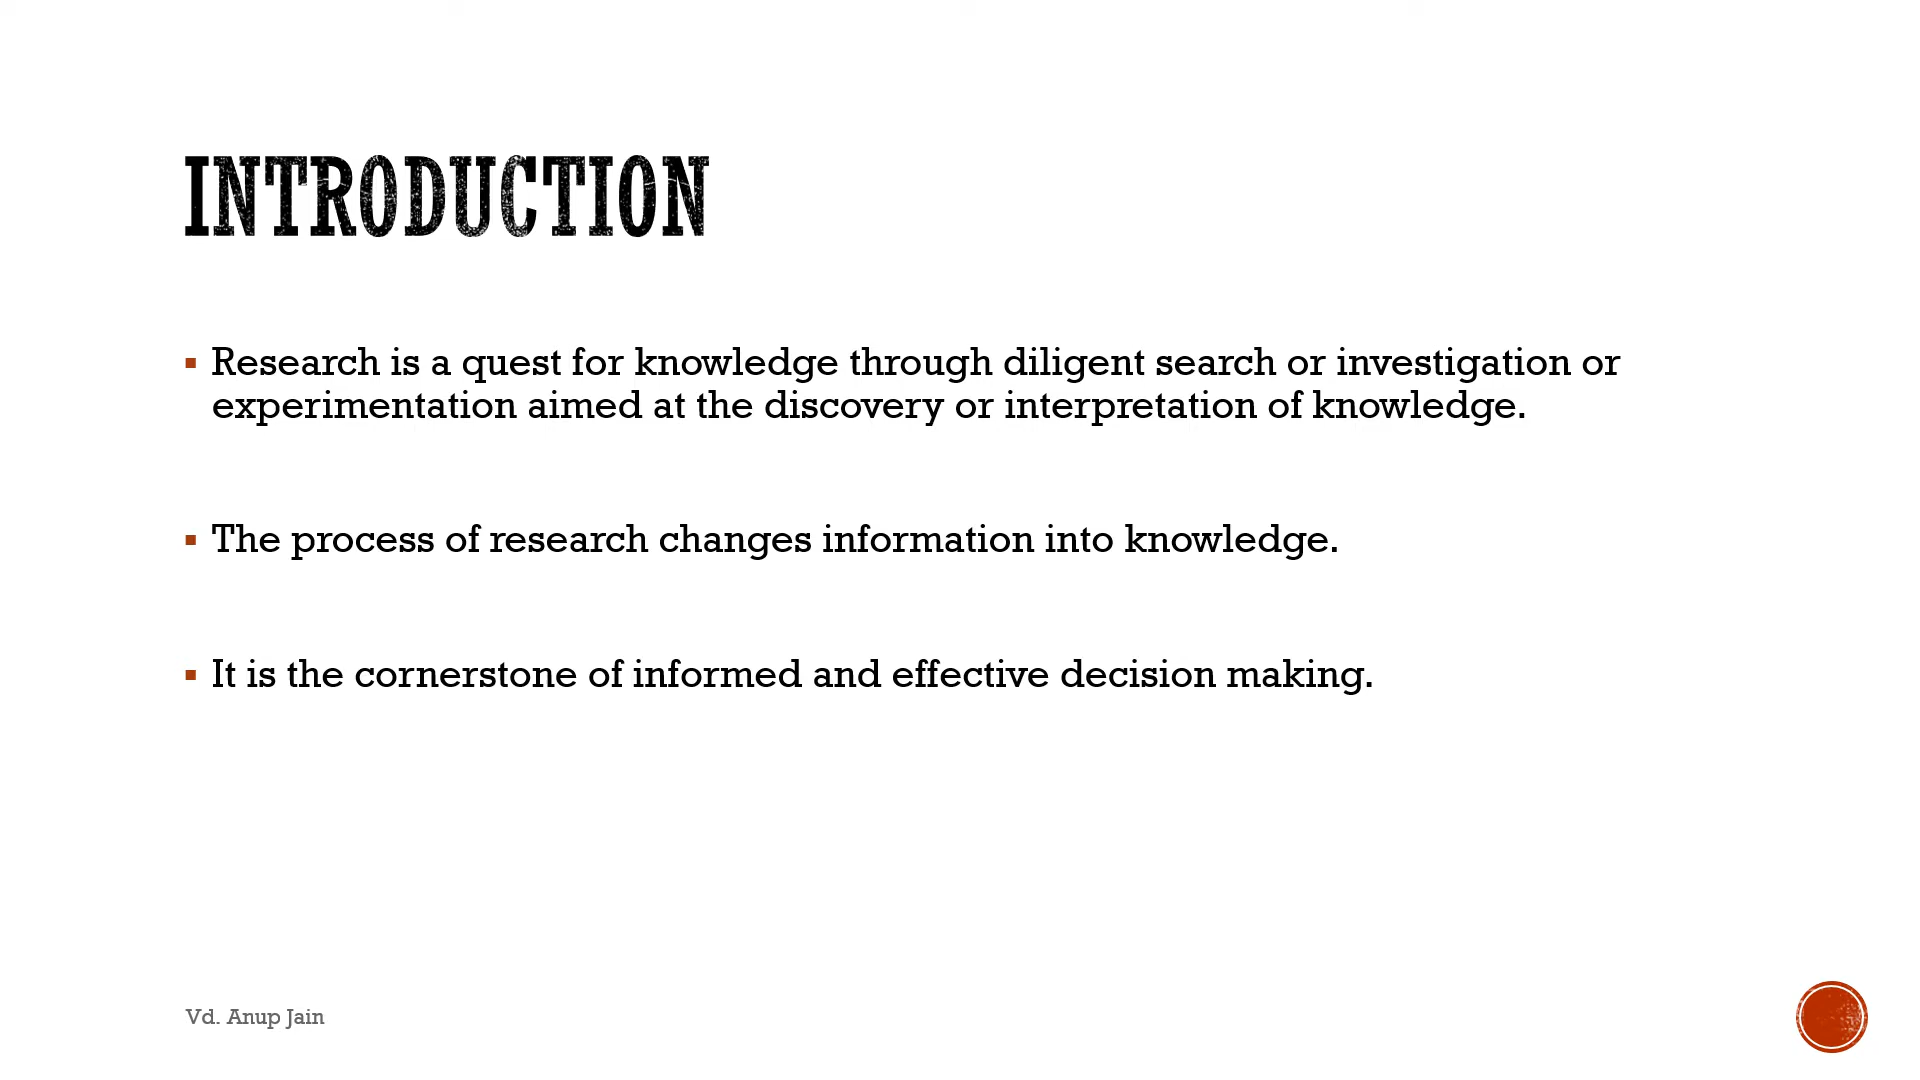 INTRODUCTION
▪ Research is a quest for knowledge through diligent search or investigation or
experimentation aimed at the discovery or interpretation of knowledge.
▪ The process of research changes information into knowledge.
▪ It is the cornerstone of informed and effective decision making.
Vd. Anup Jain